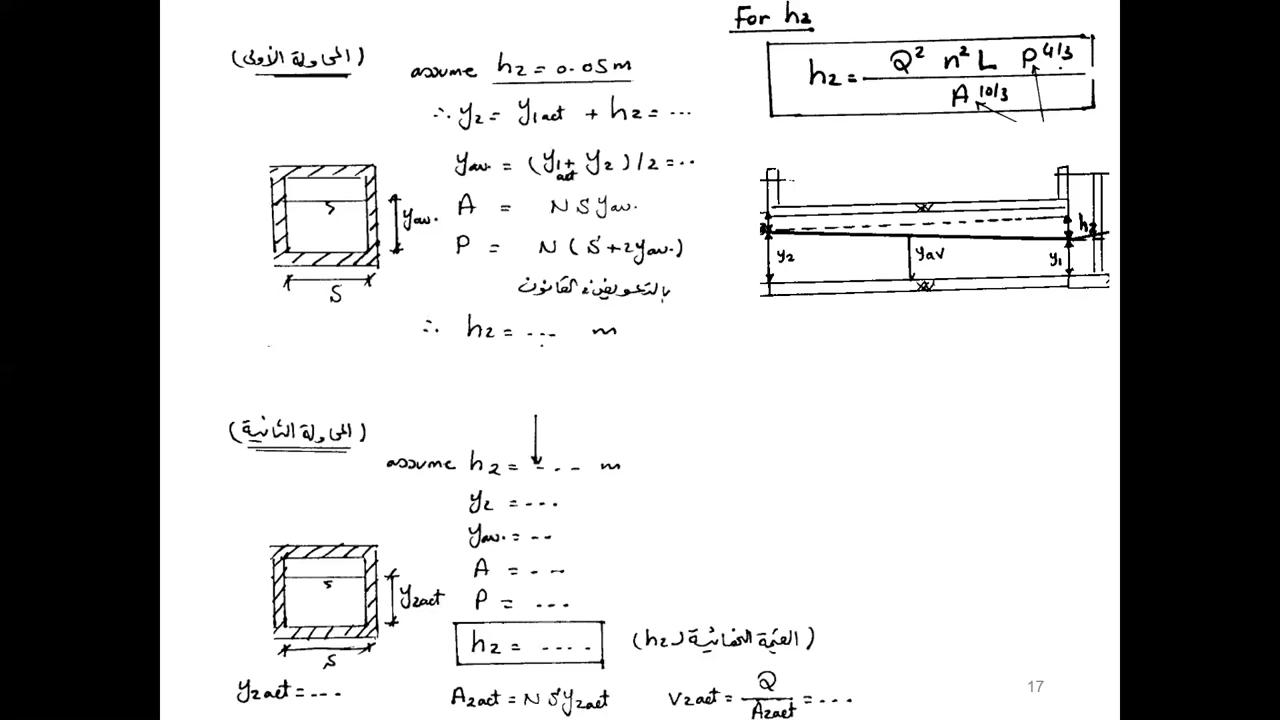 For h2
h2 = Q² n² L P^4/3 / A^10/3
(المحاولة الأولى)
assume h2 = 0.05m
∴ y2 = y1act + h2 = ...
yav. = (y1act + y2)/2 = ..
A = N S yav.
P = N (S + 2yav.)
بالتعويض فى القانون
∴ h2 = ... m
S
yav.
S
h2
y2
yav
y1
(المحاولة الثانية)
assume h2 = ... m
y2 = ...
yav. = ..
A = ...
P = ...
h2 = ....
(القيمة النهائية لـ h2)
S
y2act
S
y2act = ...
A2act = N S y2act
V2act = Q / A2act = ...
17